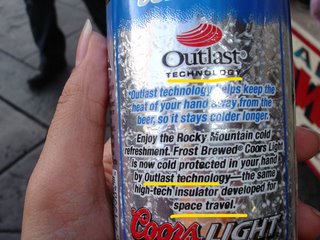 Outlast
TECHNOLOGY
Outlast technology helps keep the
heat of your hand away from the
beer, so it stays colder longer.
Enjoy the Rocky Mountain cold
refreshment. Frost Brewed Coors Light
is now cold protected in your hand
by Outlast technology—the same
high-tech insulator developed for
space travel.
Coors LIGHT